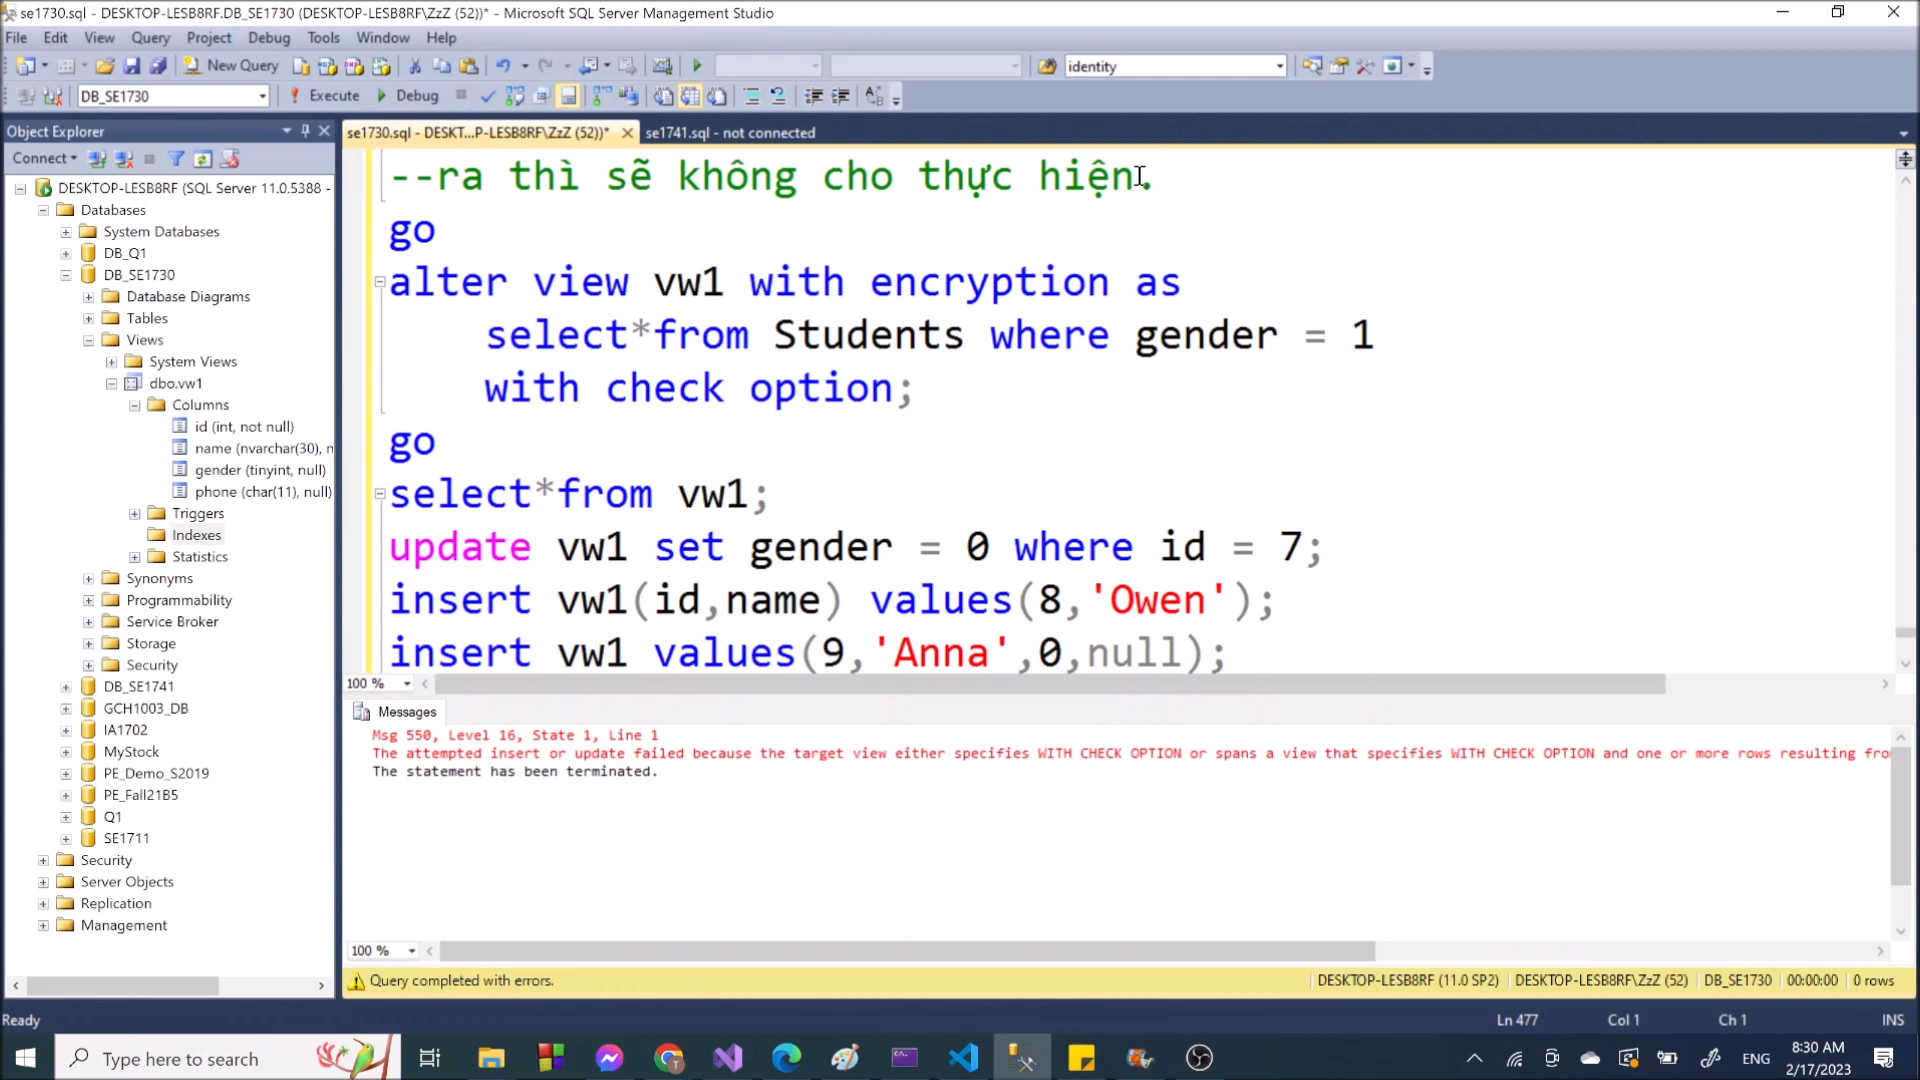 se1730.sql - DESKTOP-LESB8RF.DB_SE1730 (DESKTOP-LESB8RF\ZzZ (52))* - Microsoft SQL Server Management Studio
File Edit View Query Project Debug Tools Window Help
New Query identity
DB_SE1730 Execute Debug
Object Explorer
Connect
DESKTOP-LESB8RF (SQL Server 11.0.5388 -
Databases
System Databases
DB_Q1
DB_SE1730
Database Diagrams
Tables
Views
System Views
dbo.vw1
Columns
id (int, not null)
name (nvarchar(30), n
gender (tinyint, null)
phone (char(11), null)
Triggers
Indexes
Statistics
Synonyms
Programmability
Service Broker
Storage
Security
DB_SE1741
GCH1003_DB
IA1702
MyStock
PE_Demo_S2019
PE_Fall21B5
Q1
SE1711
Security
Server Objects
Replication
Management
se1730.sql - DESKT...P-LESB8RF\ZzZ (52))* se1741.sql - not connected
--ra thì sẽ không cho thực hiện.
go
alter view vw1 with encryption as
select*from Students where gender = 1
with check option;
go
select*from vw1;
update vw1 set gender = 0 where id = 7;
insert vw1(id,name) values(8,'Owen');
insert vw1 values(9,'Anna',0,null);
100 %
Messages
Msg 550, Level 16, State 1, Line 1
The attempted insert or update failed because the target view either specifies WITH CHECK OPTION or spans a view that specifies WITH CHECK OPTION and one or more rows resulting fro
The statement has been terminated.
100 %
Query completed with errors. DESKTOP-LESB8RF (11.0 SP2) DESKTOP-LESB8RF\ZzZ (52) DB_SE1730 00:00:00 0 rows
Ready Ln 477 Col 1 Ch 1 INS
Type here to search
ENG
8:30 AM
2/17/2023